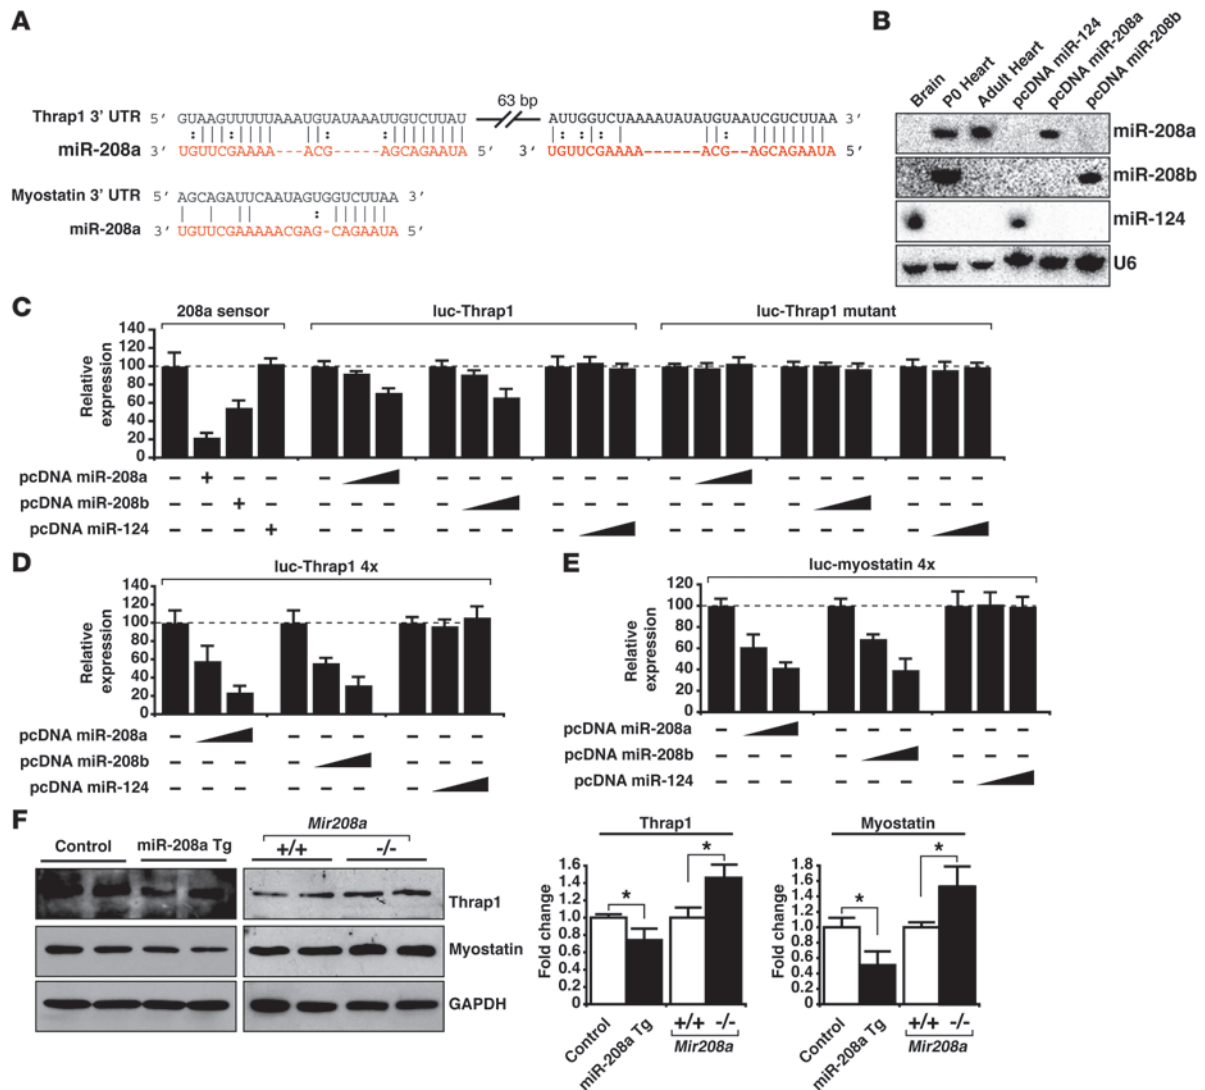 A
Thrap1 3' UTR 5' GUAAGUUUUUAAAUGUAUAAAUUGUCUUAU 63 bp AUUGGUCUAAAAUAUAUGUAAUCGUCUUAA 3'
miR-208a 3' UGUUCGAAAA---ACG-----AGCAGAAUA 5' 3' UGUUCGAAAA------ACG--AGCAGAAUA 5'
Myostatin 3' UTR 5' AGCAGAUUCAAUAGUGGUCUUAA 3'
miR-208a 3' UGUUCGAAAAACGAG-CAGAAUA 5'
B
Brain
P0 Heart
Adult Heart
pcDNA miR-124
pcDNA miR-208a
pcDNA miR-208b
miR-208a
miR-208b
miR-124
U6
C
208a sensor
luc-Thrap1
luc-Thrap1 mutant
Relative expression
140
120
100
80
60
40
20
0
pcDNA miR-208a – + – – – – – – – – – – –
pcDNA miR-208b – – + – – – – – – – – – –
pcDNA miR-124 – – – + – – – – – – – – – –
D
luc-Thrap1 4x
Relative expression
140
120
100
80
60
40
20
0
pcDNA miR-208a – – – – – – –
pcDNA miR-208b – – – – – – –
pcDNA miR-124 – – – – – – –
E
luc-myostatin 4x
Relative expression
120
100
80
60
40
20
0
pcDNA miR-208a – – – – – – –
pcDNA miR-208b – – – – – – –
pcDNA miR-124 – – – – – – –
F
Control
miR-208a Tg
Mir208a
+/+
-/-
Thrap1
Myostatin
GAPDH
Thrap1
Fold change
1.6
1.4
1.2
1.0
0.8
0.6
0.4
0.2
0
* *
Control
miR-208a Tg
+/+ -/-
Mir208a
Myostatin
Fold change
1.8
1.6
1.4
1.2
1.0
0.8
0.6
0.4
0.2
0
* *
Control
miR-208a Tg
+/+ -/-
Mir208a